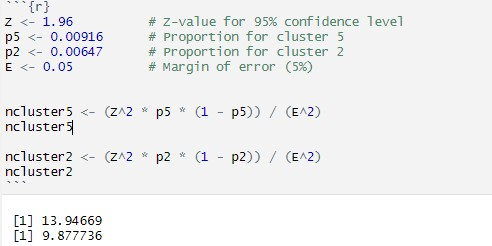 ```{r}
Z <- 1.96 # Z-value for 95% confidence level
p5 <- 0.00916 # Proportion for cluster 5
p2 <- 0.00647 # Proportion for cluster 2
E <- 0.05 # Margin of error (5%)
ncluster5 <- (Z^2 * p5 * (1 - p5)) / (E^2)
ncluster5
ncluster2 <- (Z^2 * p2 * (1 - p2)) / (E^2)
ncluster2
```
[1] 13.94669
[1] 9.877736